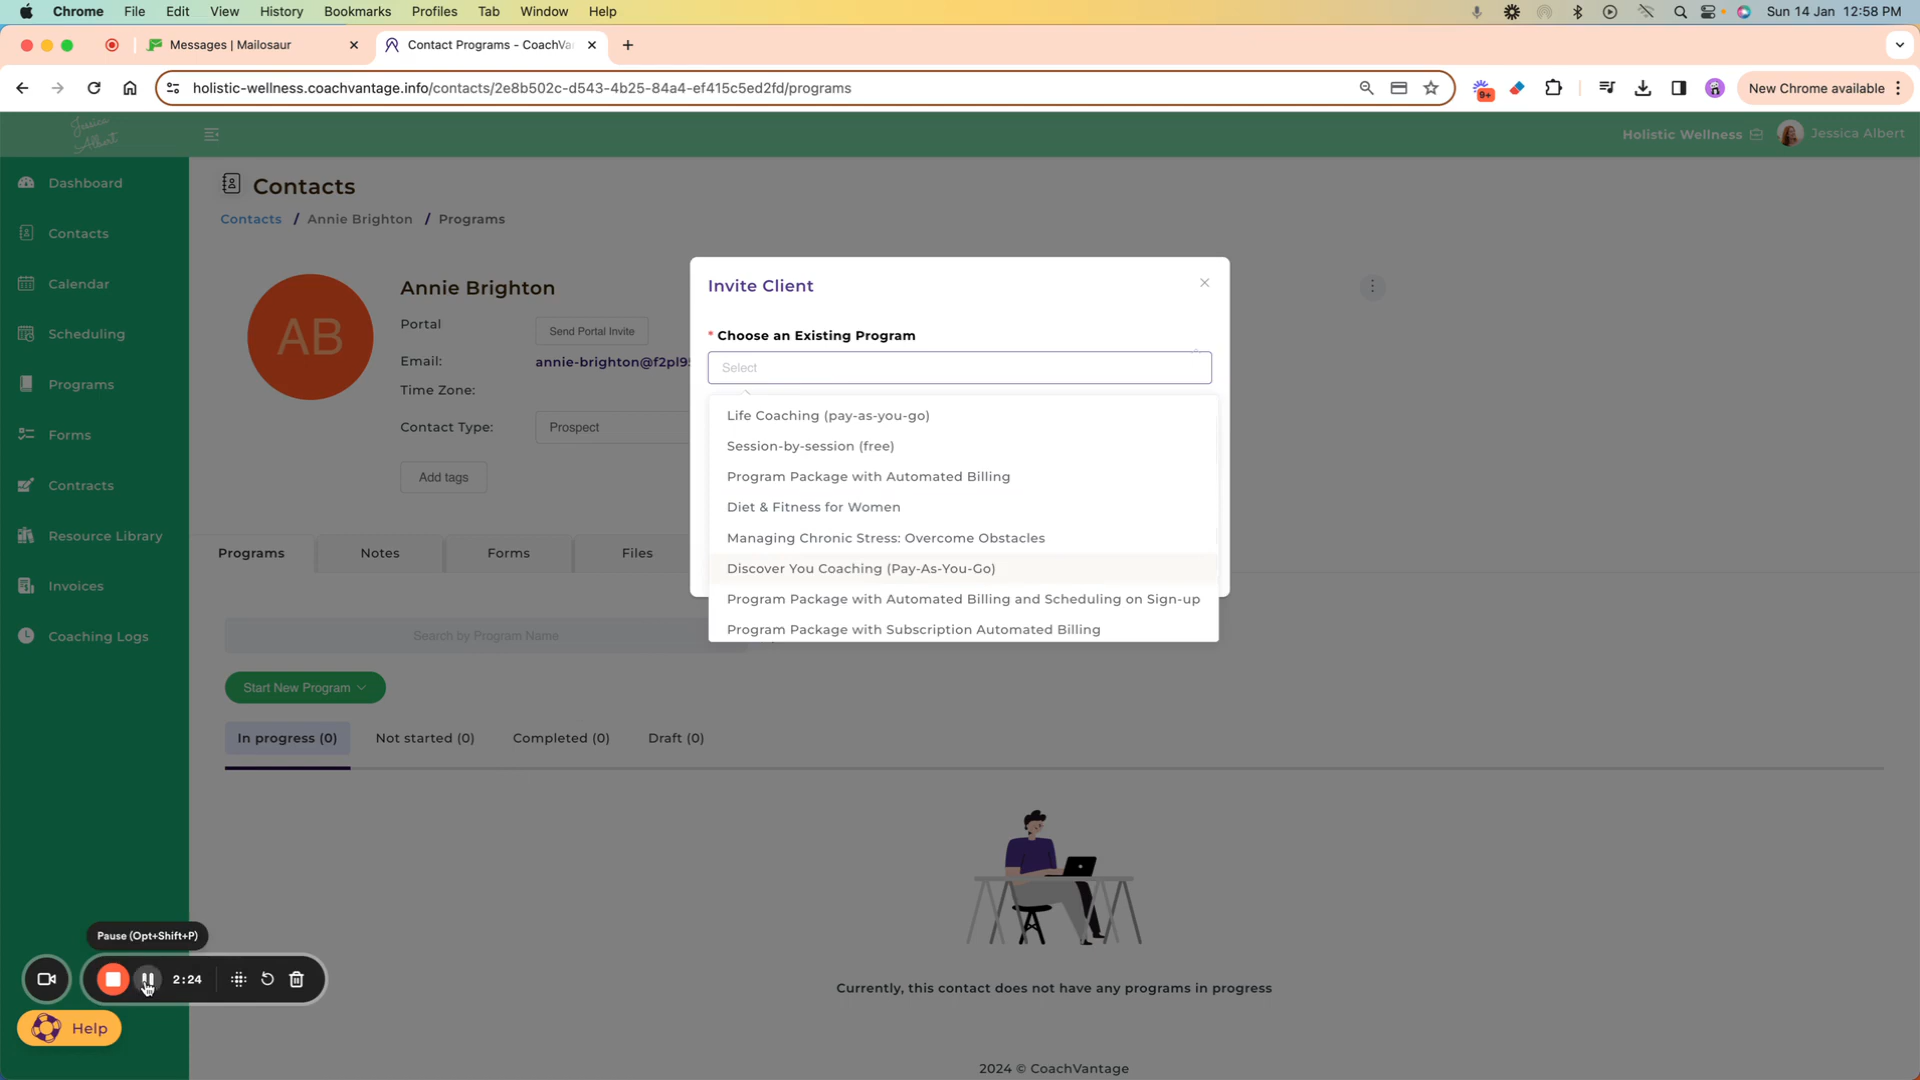 Chrome File Edit View History Bookmarks Profiles Tab Window Help Sun 14 Jan 12:58 PM
Messages | Mailosaur
Contact Programs - CoachVa
holistic-wellness.coachvantage.info/contacts/2e8b502c-d543-4b25-84a4-ef415c5ed2fd/programs
9+
New Chrome available
Jessica Albert
Holistic Wellness
Jessica Albert
Dashboard
Contacts
Calendar
Scheduling
Programs
Forms
Contracts
Resource Library
Invoices
Coaching Logs
Contacts
Contacts / Annie Brighton / Programs
AB
Annie Brighton
Portal
Send Portal Invite
Email:
annie-brighton@f2pl9
Time Zone:
Contact Type:
Prospect
Add tags
Programs
Notes
Forms
Files
Search by Program Name
Start New Program
In progress (0)
Not started (0)
Completed (0)
Draft (0)
Invite Client
* Choose an Existing Program
Select
Life Coaching (pay-as-you-go)
Session-by-session (free)
Program Package with Automated Billing
Diet & Fitness for Women
Managing Chronic Stress: Overcome Obstacles
Discover You Coaching (Pay-As-You-Go)
Program Package with Automated Billing and Scheduling on Sign-up
Program Package with Subscription Automated Billing
Currently, this contact does not have any programs in progress
2024 © CoachVantage
Pause (Opt+Shift+P)
2:24
Help